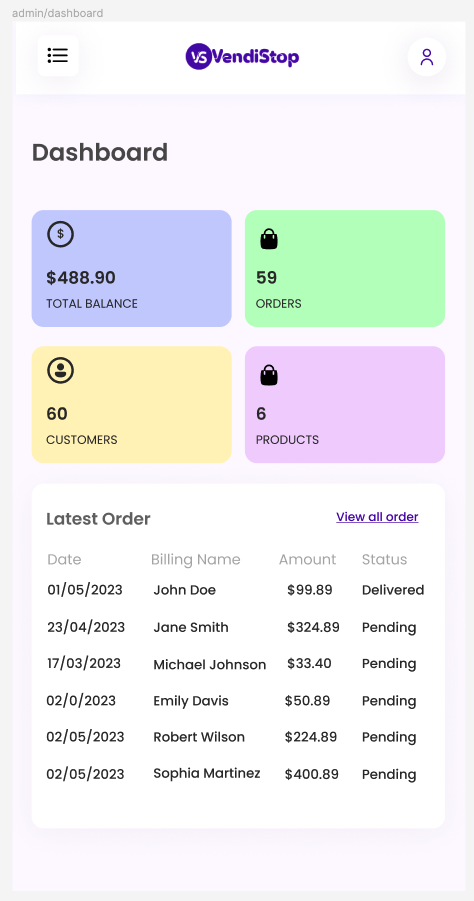 admin/dashboard
VS VendiStop
Dashboard
$
$488.90
TOTAL BALANCE
59
ORDERS
60
CUSTOMERS
6
PRODUCTS
Latest Order View all order
Date Billing Name Amount Status
01/05/2023 John Doe $99.89 Delivered
23/04/2023 Jane Smith $324.89 Pending
17/03/2023 Michael Johnson $33.40 Pending
02/0/2023 Emily Davis $50.89 Pending
02/05/2023 Robert Wilson $224.89 Pending
02/05/2023 Sophia Martinez $400.89 Pending